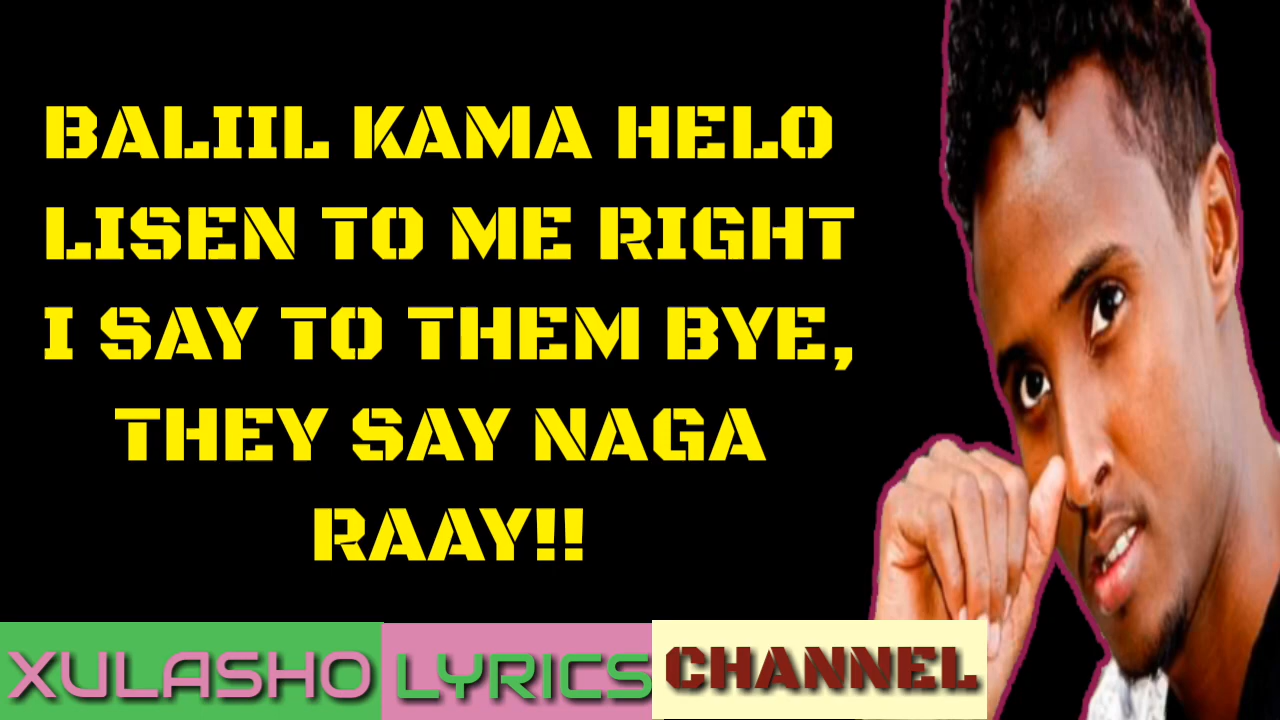 BALIIL KAMA HELO
LISEN TO ME RIGHT
I SAY TO THEM BYE,
THEY SAY NAGA
RAAY!!
XULASHO LYRICS CHANNEL